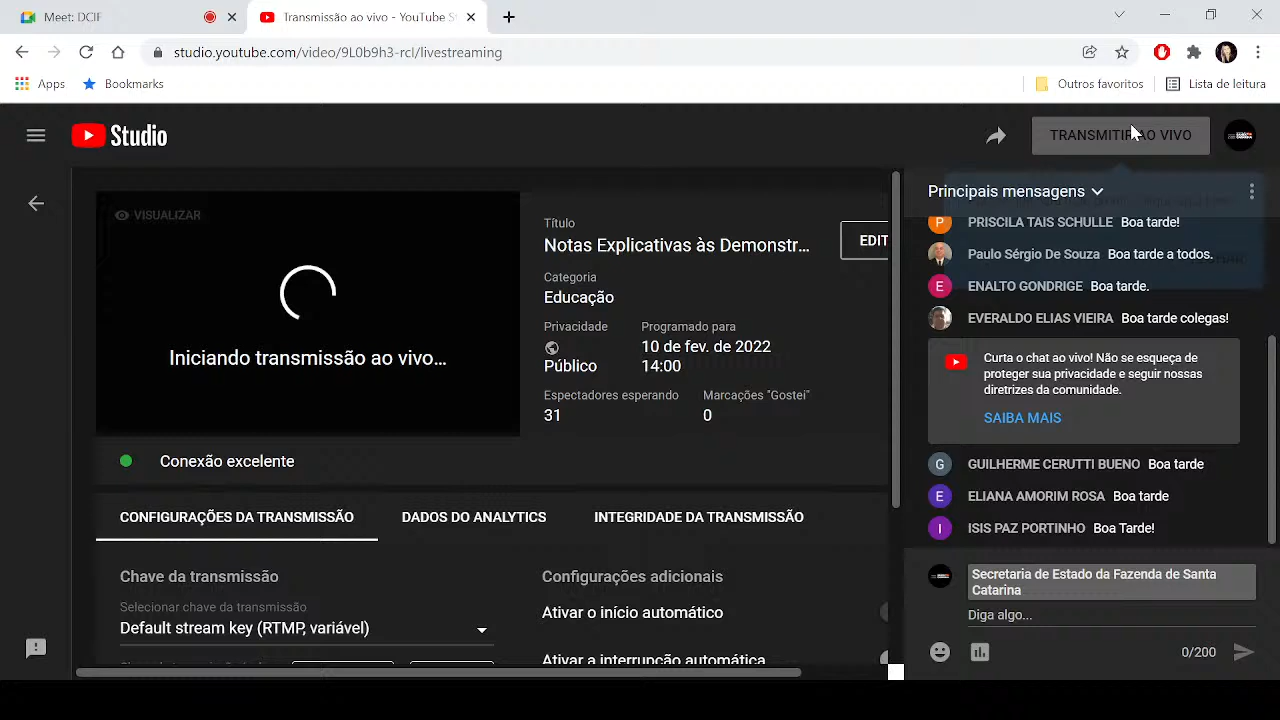 Meet: DCIF
Transmissão ao vivo - YouTube St
studio.youtube.com/video/9L0b9h3-rcI/livestreaming
Apps
Bookmarks
Outros favoritos
Lista de leitura
Studio
TRANSMITIR AO VIVO
VISUALIZAR
Iniciando transmissão ao vivo...
Título
Notas Explicativas às Demonstr...
EDIT
Categoria
Educação
Privacidade
Público
Programado para
10 de fev. de 2022
14:00
Espectadores esperando
31
Marcações "Gostei"
0
Conexão excelente
CONFIGURAÇÕES DA TRANSMISSÃO
DADOS DO ANALYTICS
INTEGRIDADE DA TRANSMISSÃO
Chave da transmissão
Selecionar chave da transmissão
Default stream key (RTMP, variável)
Configurações adicionais
Ativar o início automático
Ativar a interrupção automática
Principais mensagens
P PRISCILA TAIS SCHULLE Boa tarde!
Paulo Sérgio De Souza Boa tarde a todos.
E ENALTO GONDRIGE Boa tarde.
EVERALDO ELIAS VIEIRA Boa tarde colegas!
Curta o chat ao vivo! Não se esqueça de
proteger sua privacidade e seguir nossas
diretrizes da comunidade.
SAIBA MAIS
G GUILHERME CERUTTI BUENO Boa tarde
E ELIANA AMORIM ROSA Boa tarde
I ISIS PAZ PORTINHO Boa Tarde!
Secretaria de Estado da Fazenda de Santa
Catarina
Diga algo...
0/200